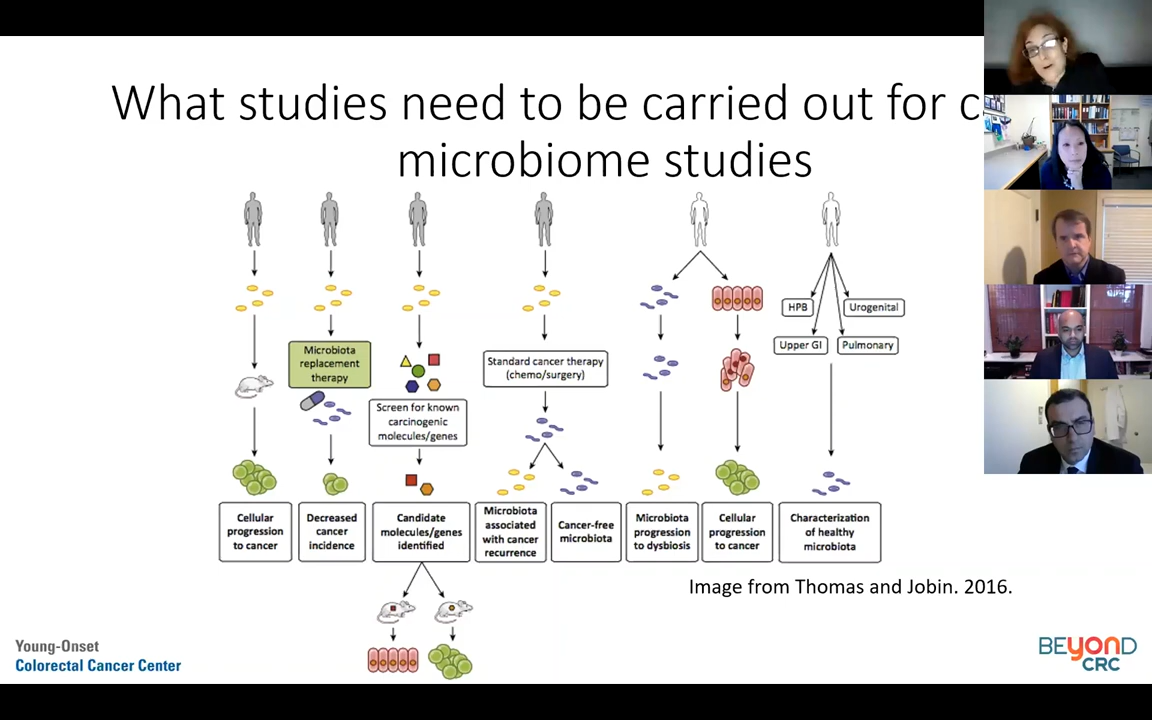 What studies need to be carried out for c
microbiome studies
HPB
Urogenital
Upper GI
Pulmonary
Microbiota
replacement
therapy
Standard cancer therapy
(chemo/surgery)
Screen for known
carcinogenic
molecules/genes
Cellular
progression
to cancer
Decreased
cancer
incidence
Candidate
molecules/genes
identified
Microbiota
associated
with cancer
recurrence
Cancer-free
microbiota
Microbiota
progression
to dysbiosis
Cellular
progression
to cancer
Characterization
of healthy
microbiota
Image from Thomas and Jobin. 2016.
Young-Onset
Colorectal Cancer Center
BEYOND
CRC